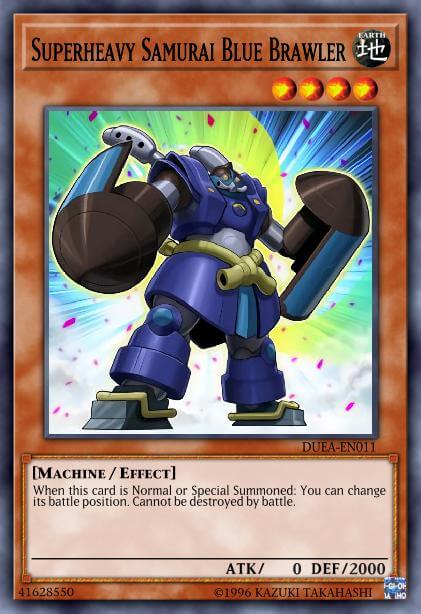 Superheavy Samurai Blue Brawler
EARTH
地
DUEA-EN011
[Machine / Effect]
When this card is Normal or Special Summoned: You can change
its battle position. Cannot be destroyed by battle.
ATK/ 0 DEF/2000
41628550
©1996 KAZUKI TAKAHASHI